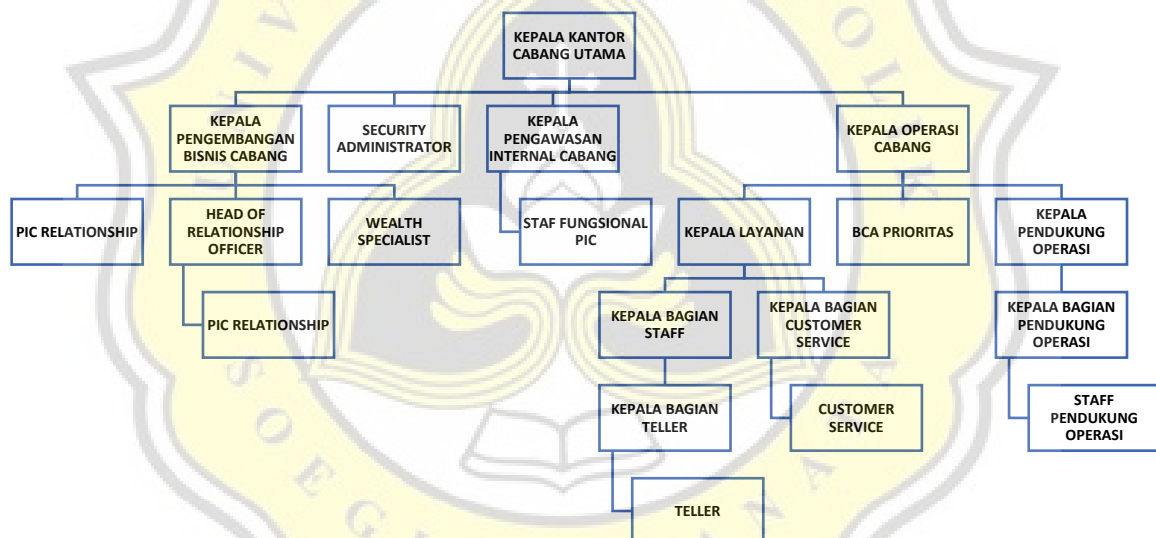 KEPALA KANTOR
CABANG UTAMA
KEPALA
PENGEMBANGAN
BISNIS CABANG
SECURITY
ADMINISTRATOR
KEPALA
PENGAWASAN
INTERNAL CABANG
KEPALA OPERASI
CABANG
PIC RELATIONSHIP
HEAD OF
RELATIONSHIP
OFFICER
WEALTH
SPECIALIST
STAF FUNGSIONAL
PIC
KEPALA LAYANAN
BCA PRIORITAS
KEPALA
PENDUKUNG
OPERASI
PIC RELATIONSHIP
KEPALA BAGIAN
STAFF
KEPALA BAGIAN
CUSTOMER
SERVICE
KEPALA BAGIAN
PENDUKUNG
OPERASI
KEPALA BAGIAN
TELLER
CUSTOMER
SERVICE
STAFF
PENDUKUNG
OPERASI
TELLER